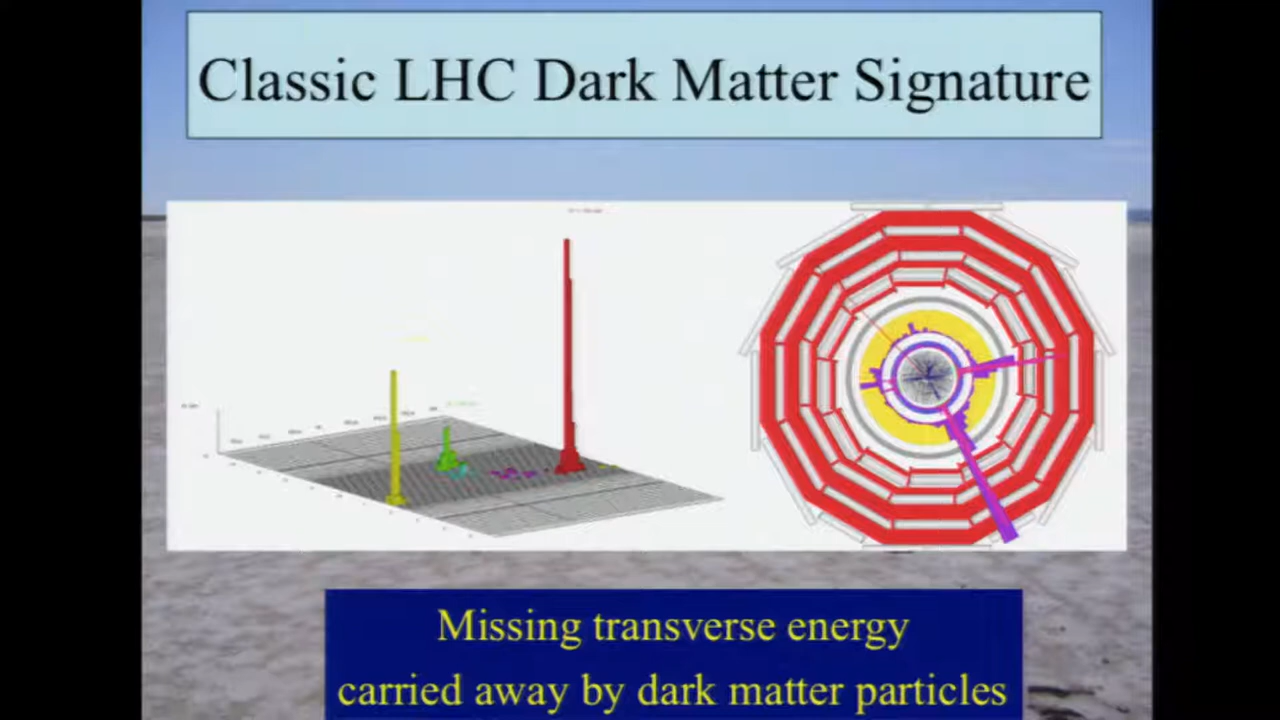 Classic LHC Dark Matter Signature
Missing transverse energy
carried away by dark matter particles